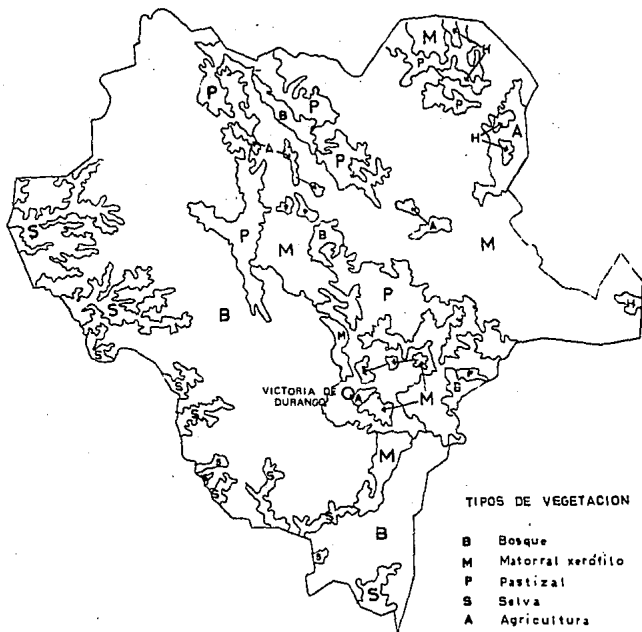 M
H
P
P
P
P
B
A
H
A
P
S
P
M
B
A
M
P
S
B
H
S
M
VICTORIA DE
DURANGO
A
P
B
M
S
S
M
S
S
S
S
B
S
S
TIPOS DE VEGETACION
B Bosque
M Matorral xerófilo
P Pastizal
S Selva
A Agricultura